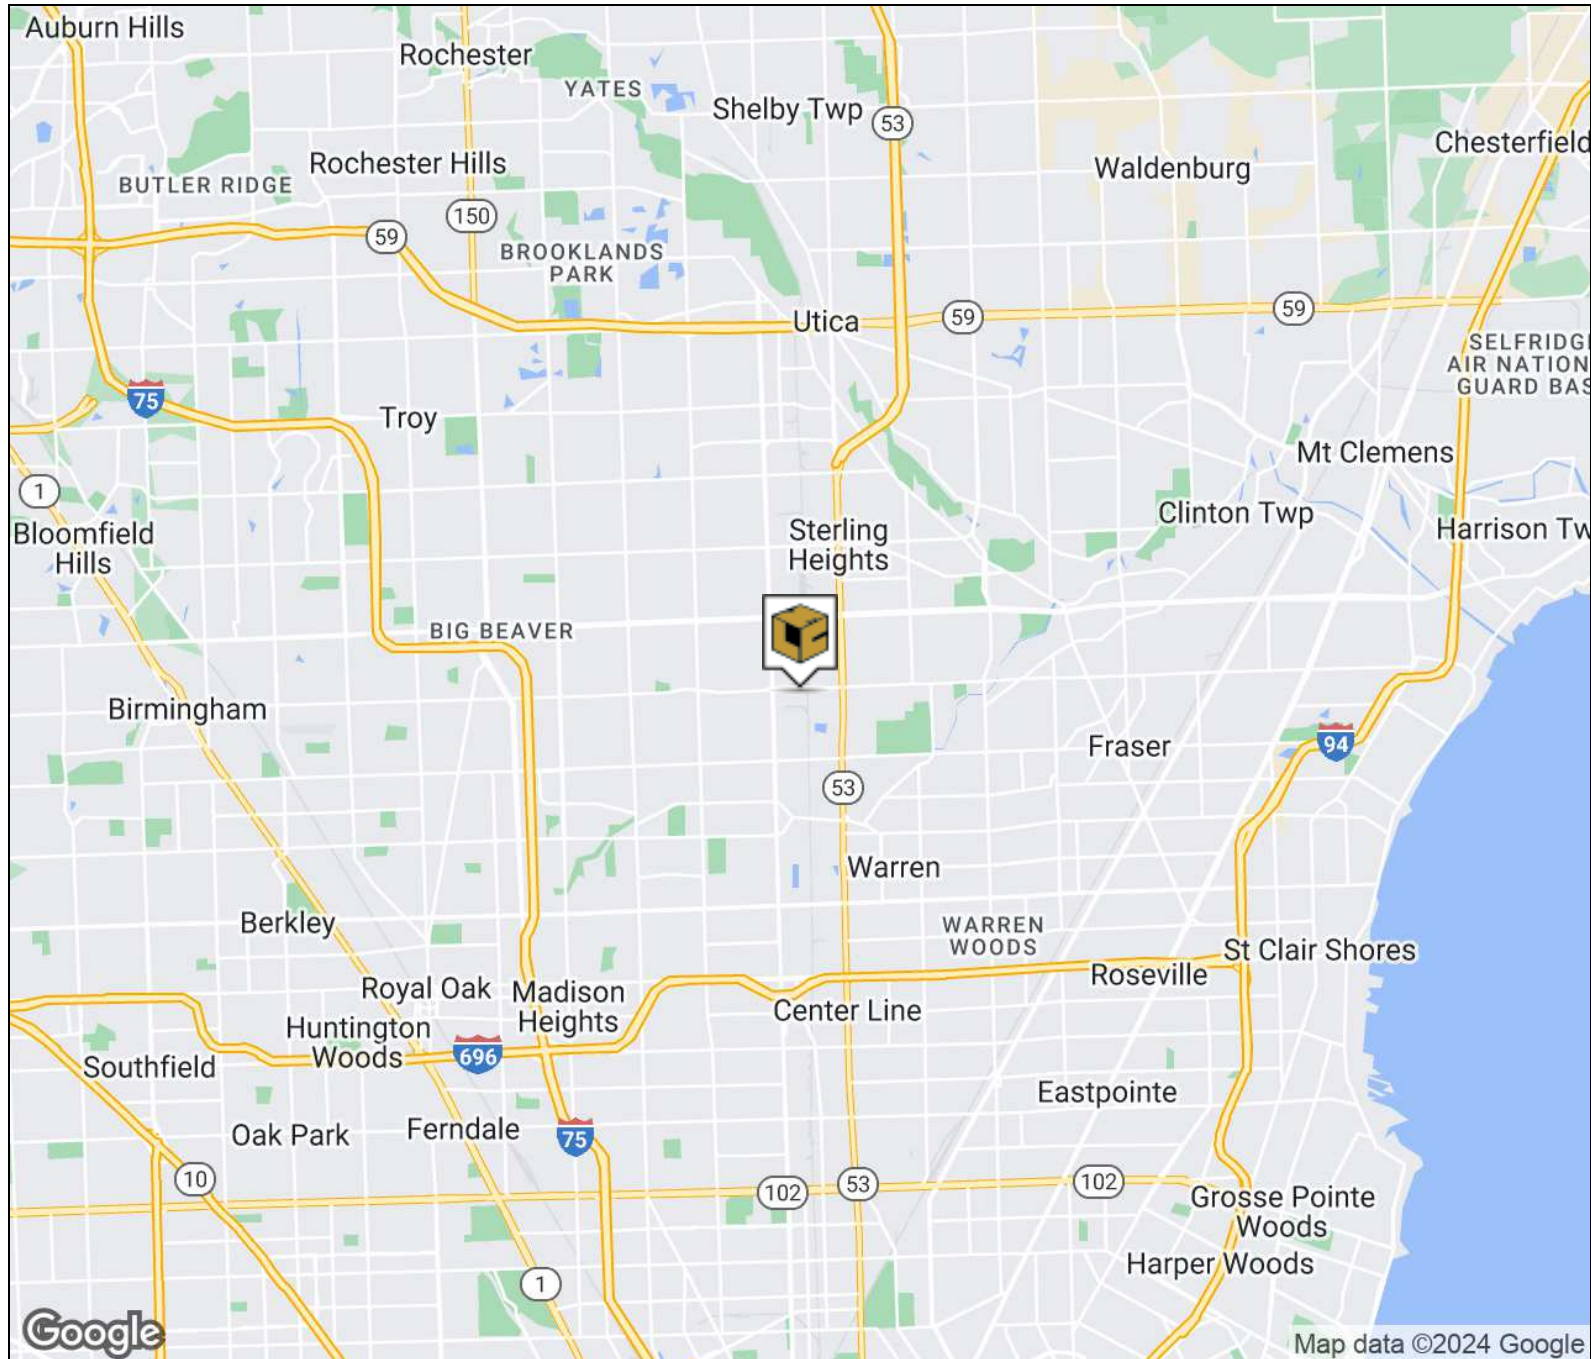 Auburn Hills
Rochester
YATES
Shelby Twp
53
Chesterfield
Rochester Hills
Waldenburg
BUTLER RIDGE
150
59
BROOKLANDS
PARK
Utica
59
59
SELFRIDG
AIR NATION
GUARD BAS
75
Troy
Mt Clemens
1
Clinton Twp
Bloomfield
Hills
Sterling
Heights
Harrison Tw
BIG BEAVER
Birmingham
Fraser
94
53
Warren
Berkley
WARREN
WOODS
St Clair Shores
Roseville
Royal Oak
Madison
Heights
Center Line
Huntington
Woods
696
Southfield
Eastpointe
Oak Park
Ferndale
75
10
102
53
102
Grosse Pointe
Woods
Harper Woods
1
Google
Map data ©2024 Google